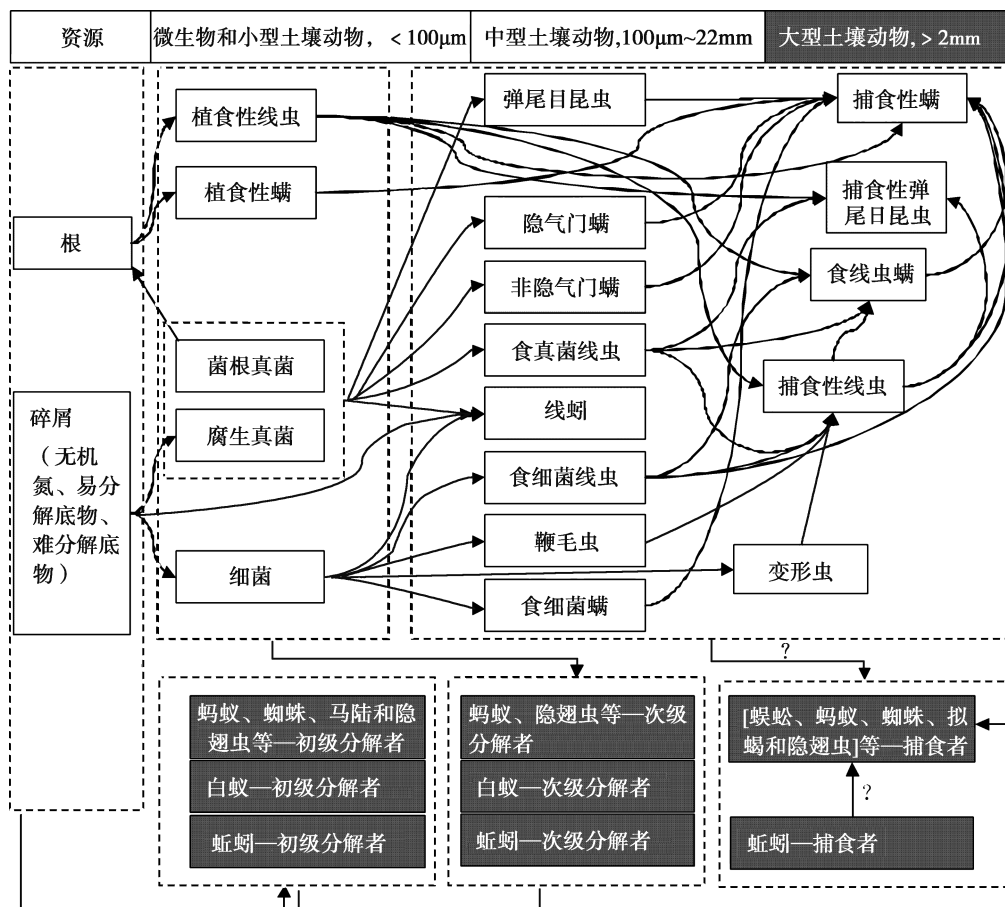 资源
微生物和小型土壤动物，＜100μm
中型土壤动物,100μm~22mm
大型土壤动物,＞2mm
植食性线虫
植食性螨
根
菌根真菌
腐生真菌
碎屑
（无机
氮、易分
解底物、
难分解底
物）
细菌
弹尾目昆虫
隐气门螨
非隐气门螨
食真菌线虫
线蚓
食细菌线虫
鞭毛虫
食细菌螨
捕食性螨
捕食性弹
尾日昆虫
食线虫螨
捕食性线虫
变形虫
?
蚂蚁、蜘蛛、马陆和隐
翅虫等—初级分解者
白蚁—初级分解者
蚯蚓—初级分解者
蚂蚁、隐翅虫等—次级
分解者
白蚁—次级分解者
蚯蚓—次级分解者
[蜈蚣、蚂蚁、蜘蛛、拟
蝎和隐翅虫]等—捕食者
?
蚯蚓—捕食者